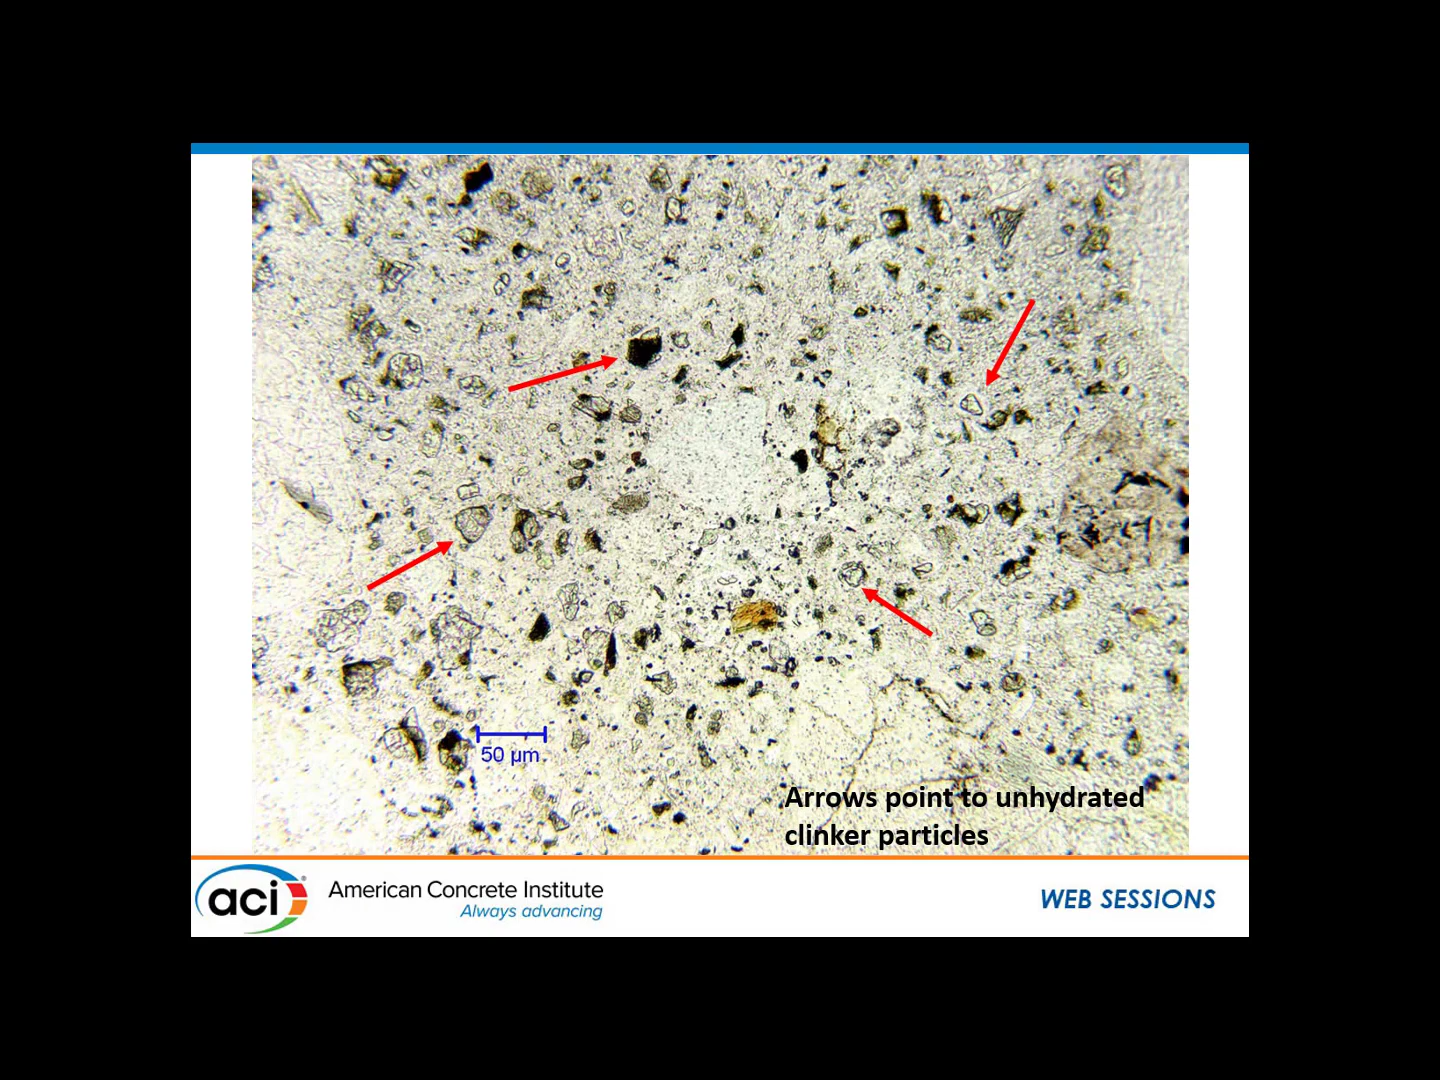 50 µm
Arrows point to unhydrated
clinker particles
aci
American Concrete Institute
Always advancing
WEB SESSIONS